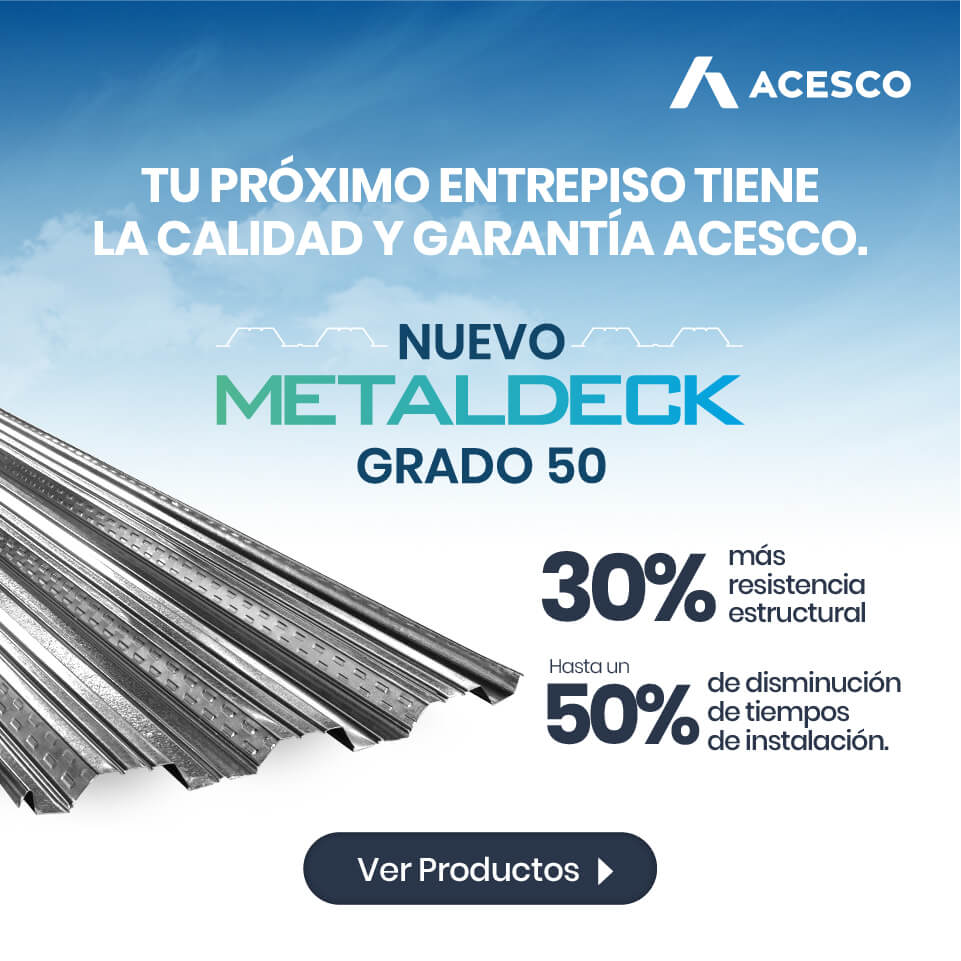 ACESCO
TU PRÓXIMO ENTREPISO TIENE
LA CALIDAD Y GARANTÍA ACESCO.
NUEVO
METALDECK
GRADO 50
30% más
resistencia
estructural
Hasta un
50% de disminución
de tiempos
de instalación.
Ver Productos